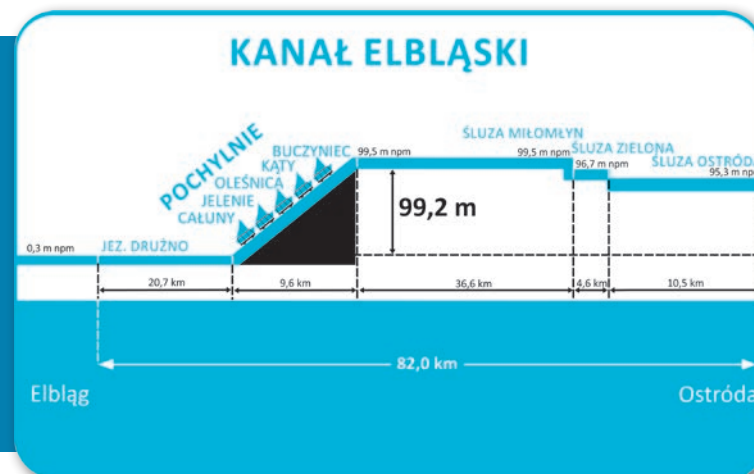 KANAŁ ELBLĄSKI
POCHYLNIE
BUCZYNIEC
KĄTY
OLEŚNICA
JELENIE
CAŁUNY
99,5 m npm
ŚLUZA MIŁOMŁYN
99,5 m npm
ŚLUZA ZIELONA
96,7 m npm
ŚLUZA OSTRÓDA
95,3 m npm
99,2 m
0,3 m npm
JEZ. DRUŻNO
20,7 km
9,6 km
36,6 km
4,6 km
10,5 km
82,0 km
Elbląg
Ostróda